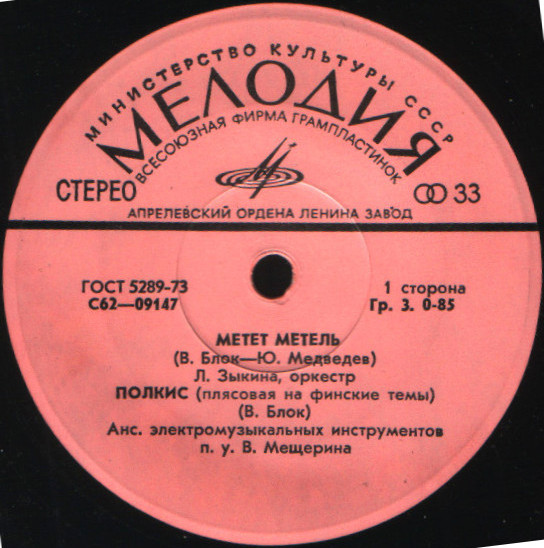 МИНИСТЕРСТВО КУЛЬТУРЫ СССР
МЕЛОДИЯ
ВСЕСОЮЗНАЯ ФИРМА ГРАМПЛАСТИНОК
СТЕРЕО
33
АПРЕЛЕВСКИЙ ОРДЕНА ЛЕНИНА ЗАВОД
ГОСТ 5289-73
1 сторона
С62—09147
Гр. 3. 0-85
МЕТЕТ МЕТЕЛЬ
(В. Блок—Ю. Медведев)
Л. Зыкина, оркестр
ПОЛКИС (плясовая на финские темы)
(В. Блок)
Анс. электромузыкальных инструментов
п. у. В. Мещерина